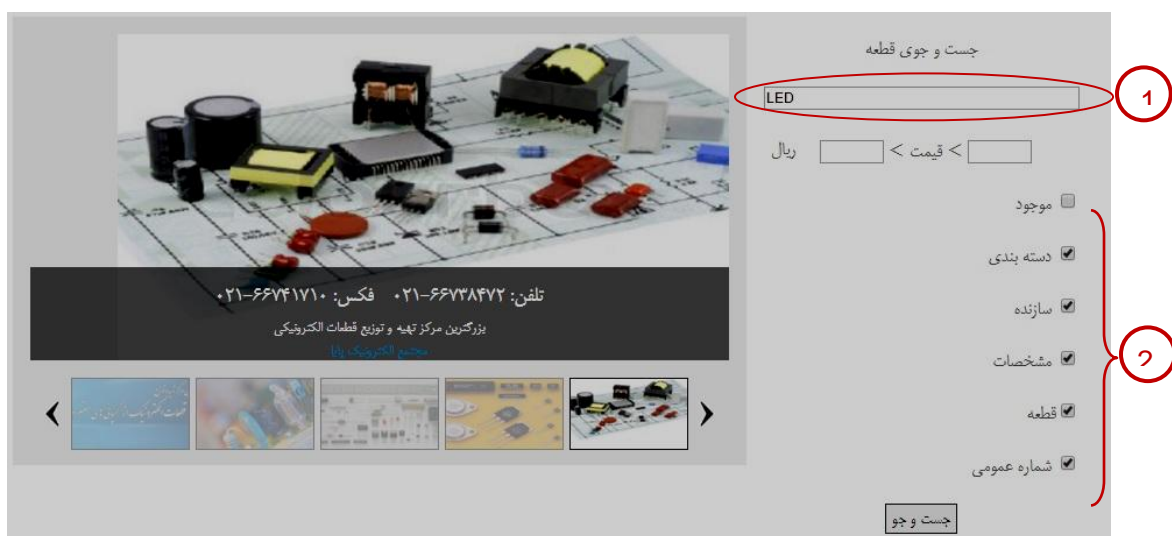 جست و جوی قطعه
LED
1
< قیمت > ریال
موجود
دسته بندی
سازنده
مشخصات
قطعه
شماره عمومی
2
جست و جو
تلفن: ۶۶۷۳۸۴۷۲-۰۲۱ فکس: ۶۶۷۴۱۷۱۰-۰۲۱
بزرگترین مرکز تهیه و توزیع قطعات الکترونیکی
مجتمع الکترونیک پایا